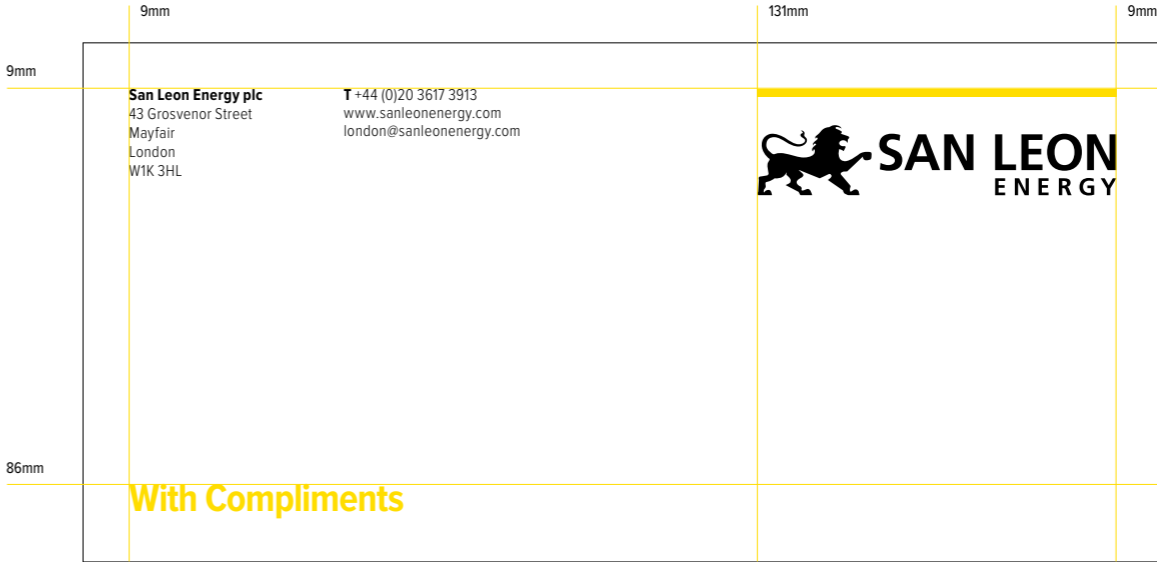 9mm
131mm
9mm
9mm
San Leon Energy plc
43 Grosvenor Street
Mayfair
London
W1K 3HL
T +44 (0)20 3617 3913
www.sanleonenergy.com
london@sanleonenergy.com
SAN LEON
ENERGY
86mm
With Compliments